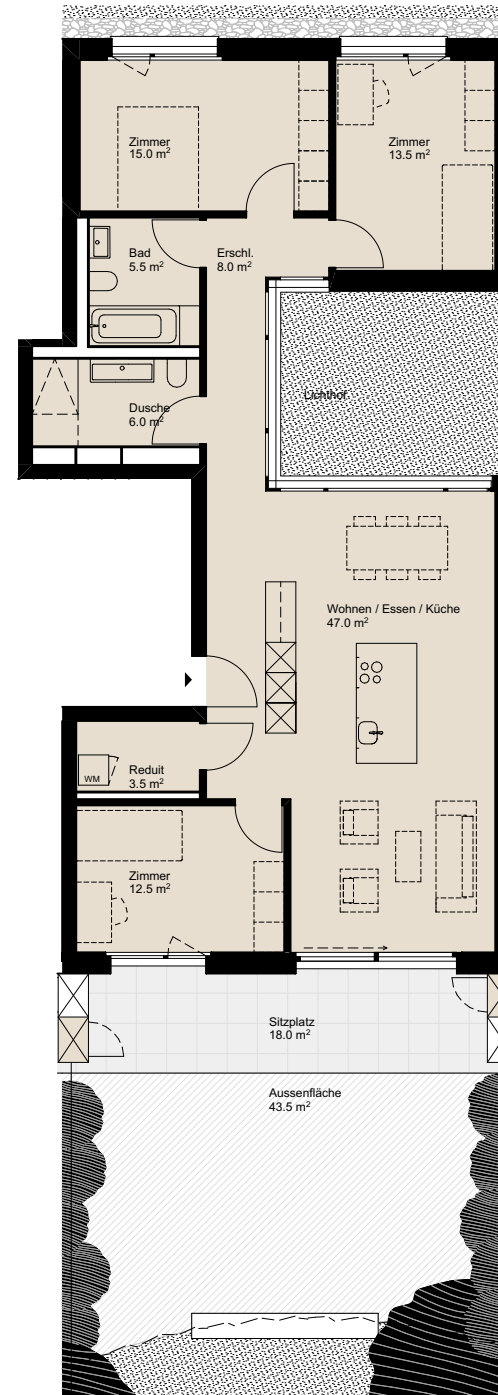 Zimmer
15.0 m²
Zimmer
13.5 m²
Bad
5.5 m²
Erschl.
8.0 m²
Lichthof
Dusche
6.0 m²
Wohnen / Essen / Küche
47.0 m²
Reduit
3.5 m²
WM
Zimmer
12.5 m²
Sitzplatz
18.0 m²
Aussenfläche
43.5 m²